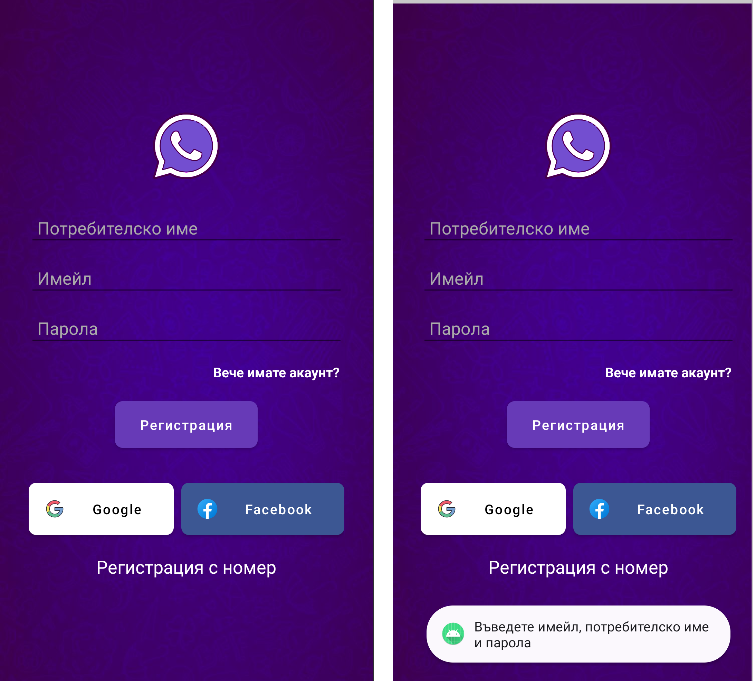 Потребителско име
Имейл
Парола
Вече имате акаунт?
Регистрация
Google
Facebook
Регистрация с номер
Потребителско име
Имейл
Парола
Вече имате акаунт?
Регистрация
Google
Facebook
Регистрация с номер
Въведете имейл, потребителско име
и парола